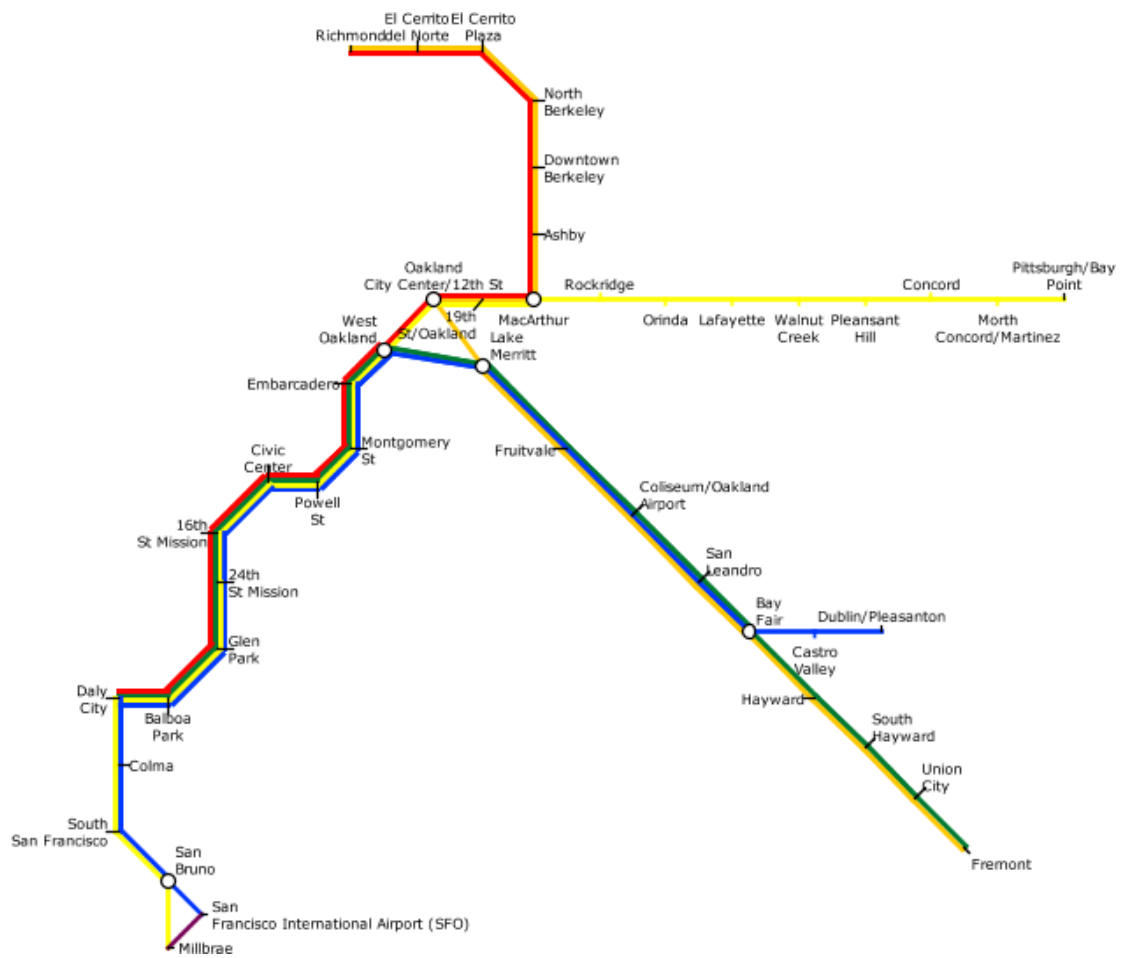 El Cerrito El Cerrito
Richmonddel Norte Plaza
North
Berkeley
Downtown
Berkeley
Ashby
Oakland
City Center/12th St
19th
St/Oakland
MacArthur
Rockridge
Orinda
Lafayette
Walnut
Creek
Pleasant
Hill
Concord
Morth
Concord/Martinez
Pittsburgh/Bay
Point
West
Oakland
Lake
Merritt
Embarcadero
Montgomery
St
Civic
Center
Powell
St
16th
St Mission
24th
St Mission
Glen
Park
Daly
City
Balboa
Park
Colma
South
San Francisco
San
Bruno
San
Francisco International Airport (SFO)
Millbrae
Fruitvale
Coliseum/Oakland
Airport
San
Leandro
Bay
Fair
Dublin/Pleasanton
Castro
Valley
Hayward
South
Hayward
Union
City
Fremont